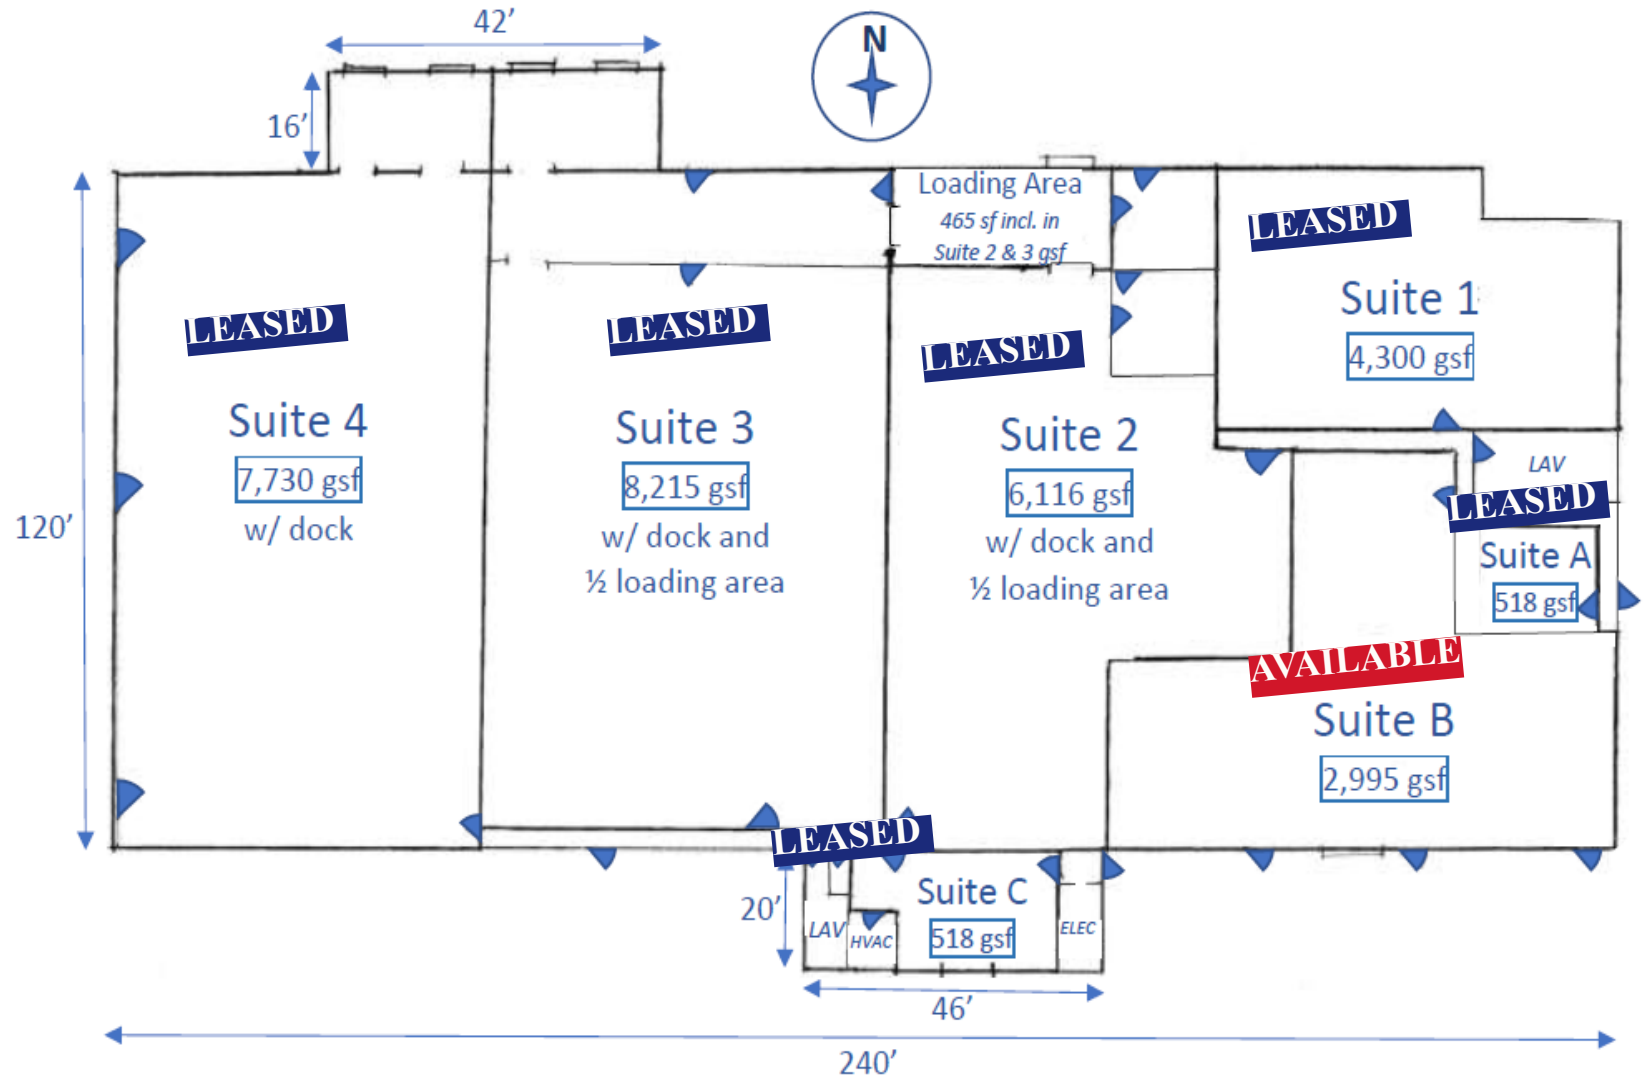 42’
N
16’
Loading Area
465 sf incl. in
Suite 2 & 3 gsf
LEASED
Suite 1
4,300 gsf
LEASED
Suite 4
7,730 gsf
w/ dock
LEASED
Suite 3
8,215 gsf
w/ dock and
½ loading area
LEASED
Suite 2
6,116 gsf
w/ dock and
½ loading area
LAV
LEASED
Suite A
518 gsf
120’
AVAILABLE
Suite B
2,995 gsf
LEASED
Suite C
518 gsf
20’
LAV
HVAC
ELEC
46’
240’